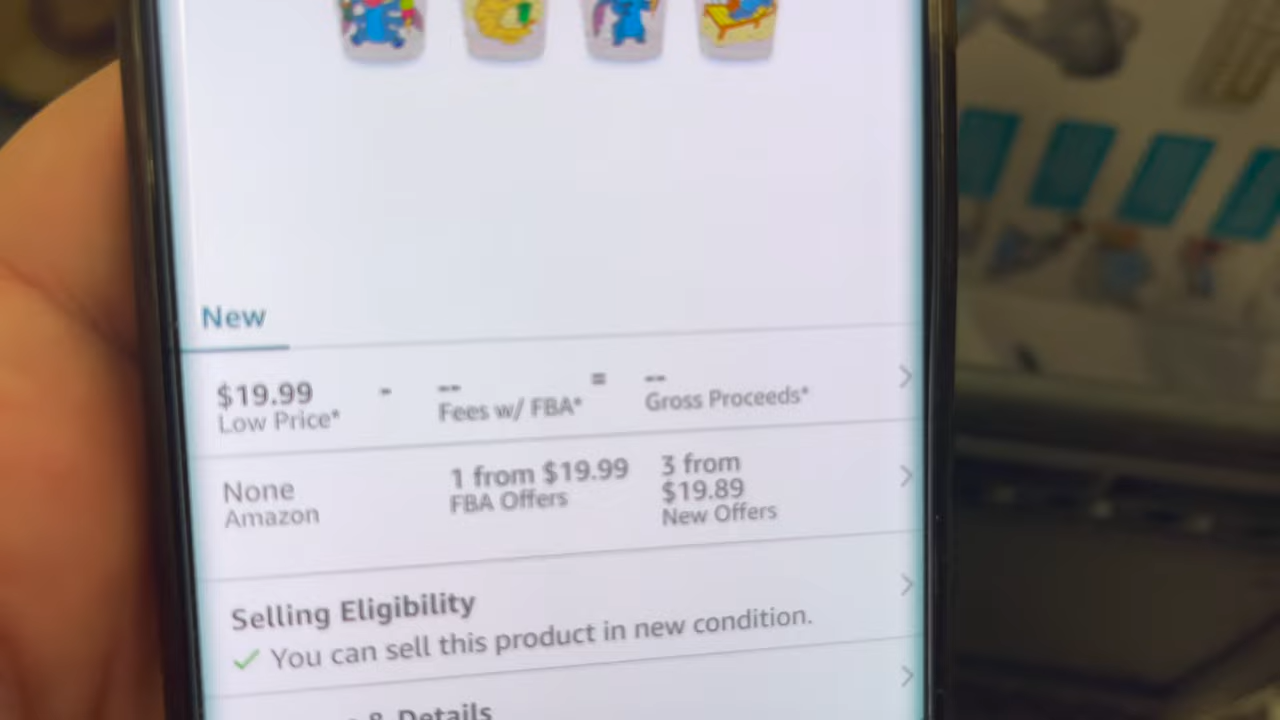 New
$19.99 - -- = --
Low Price* Fees w/ FBA* Gross Proceeds*
None 1 from $19.99 3 from
Amazon FBA Offers $19.89
New Offers
Selling Eligibility
✓ You can sell this product in new condition.
& Details